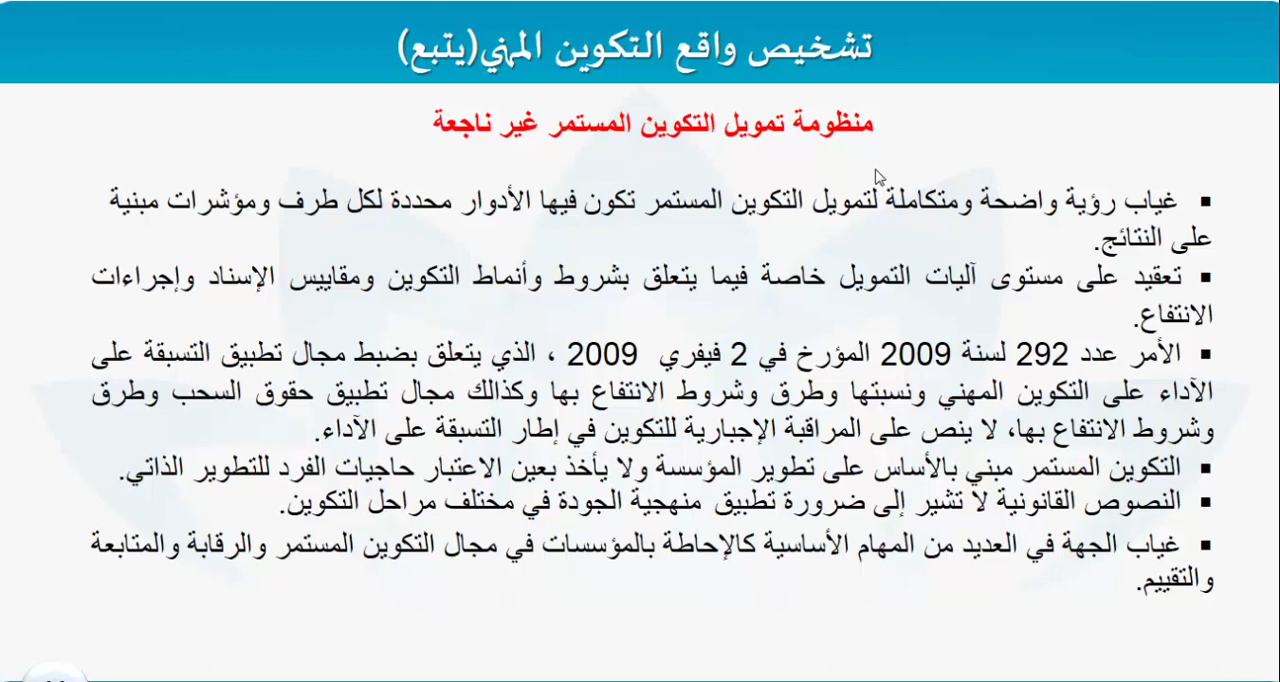 تشخيص واقع التكوين المهني(يتبع)
منظومة تمويل التكوين المستمر غير ناجعة
▪ غياب رؤية واضحة ومتكاملة لتمويل التكوين المستمر تكون فيها الأدوار محددة لكل طرف ومؤشرات مبنية
على النتائج.
▪ تعقيد على مستوى آليات التمويل خاصة فيما يتعلق بشروط وأنماط التكوين ومقاييس الإسناد وإجراءات
الانتفاع.
▪ الأمر عدد 292 لسنة 2009 المؤرخ في 2 فيفري 2009 ، الذي يتعلق بضبط مجال تطبيق التسبقة على
الآداء على التكوين المهني ونسبتها وطرق وشروط الانتفاع بها وكذالك مجال تطبيق حقوق السحب وطرق
وشروط الانتفاع بها، لا ينص على المراقبة الإجبارية للتكوين في إطار التسبقة على الآداء.
▪ التكوين المستمر مبني بالأساس على تطوير المؤسسة ولا يأخذ بعين الاعتبار حاجيات الفرد للتطوير الذاتي.
▪ النصوص القانونية لا تشير إلى ضرورة تطبيق منهجية الجودة في مختلف مراحل التكوين.
▪ غياب الجهة في العديد من المهام الأساسية كالإحاطة بالمؤسسات في مجال التكوين المستمر والرقابة والمتابعة
والتقييم.